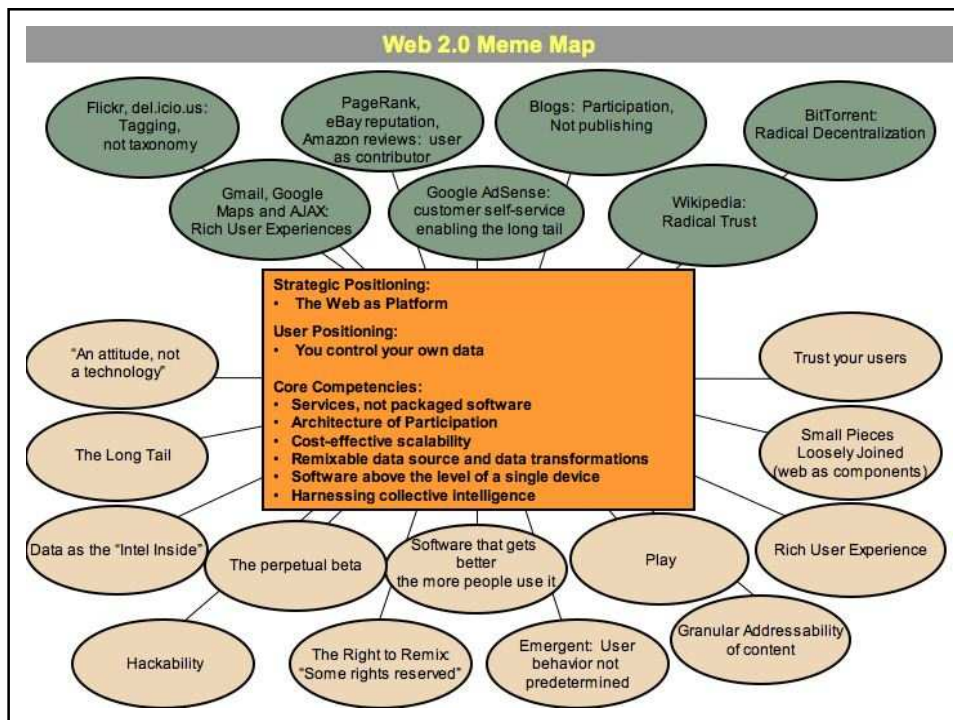 Web 2.0 Meme Map
Flickr, del.icio.us:
Tagging,
not taxonomy
PageRank,
eBay reputation,
Amazon reviews: user
as contributor
Blogs: Participation,
Not publishing
BitTorrent:
Radical Decentralization
Gmail, Google
Maps and AJAX:
Rich User Experiences
Google AdSense:
customer self-service
enabling the long tail
Wikipedia:
Radical Trust
Strategic Positioning:
• The Web as Platform
User Positioning:
• You control your own data
Core Competencies:
• Services, not packaged software
• Architecture of Participation
• Cost-effective scalability
• Remixable data source and data transformations
• Software above the level of a single device
• Harnessing collective intelligence
“An attitude, not
a technology”
Trust your users
The Long Tail
Small Pieces
Loosely Joined
(web as components)
Data as the “Intel Inside”
The perpetual beta
Software that gets
better
the more people use it
Play
Rich User Experience
Hackability
The Right to Remix:
“Some rights reserved”
Emergent: User
behavior not
predetermined
Granular Addressability
of content